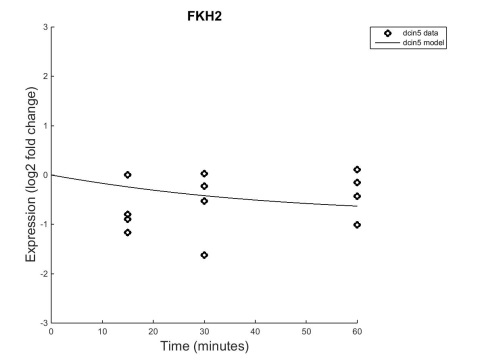 FKH2
dcin5 data
dcin5 model
Expression (log2 fold change)
3
2
1
0
-1
-2
-3
0 10 20 30 40 50 60
Time (minutes)